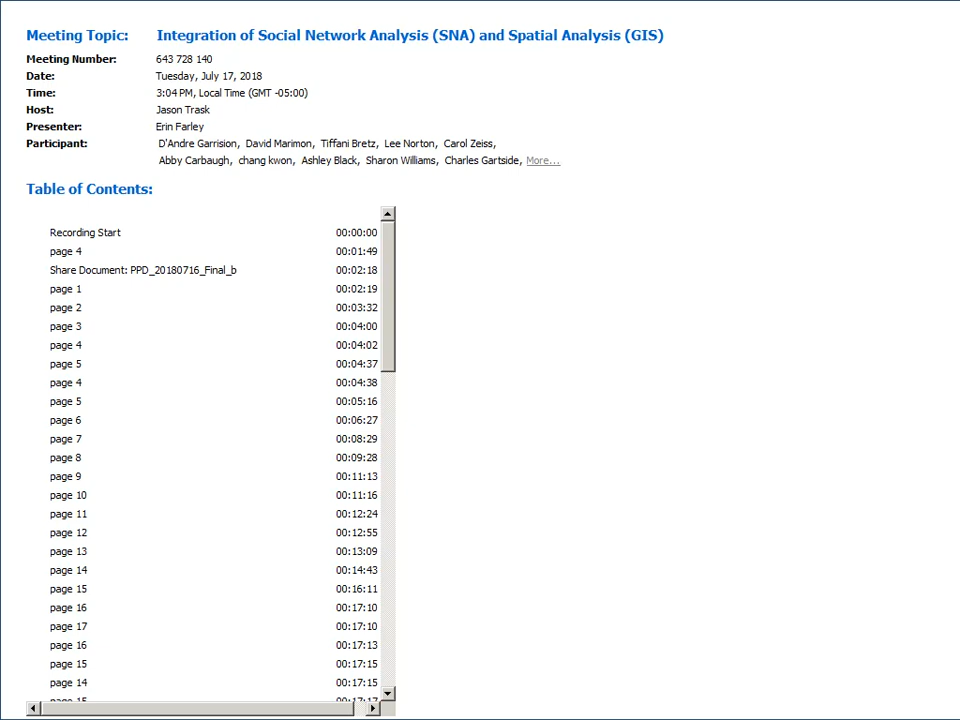 Meeting Topic: Integration of Social Network Analysis (SNA) and Spatial Analysis (GIS)
Meeting Number: 643 728 140
Date: Tuesday, July 17, 2018
Time: 3:04 PM, Local Time (GMT -05:00)
Host: Jason Trask
Presenter: Erin Farley
Participant: D'Andre Garrision, David Marimon, Tiffani Bretz, Lee Norton, Carol Zeiss,
Abby Carbaugh, chang kwon, Ashley Black, Sharon Williams, Charles Gartside, More...
Table of Contents:
Recording Start 00:00:00
page 4 00:01:49
Share Document: PPD_20180716_Final_b 00:02:18
page 1 00:02:19
page 2 00:03:32
page 3 00:04:00
page 4 00:04:02
page 5 00:04:37
page 4 00:04:38
page 5 00:05:16
page 6 00:06:27
page 7 00:08:29
page 8 00:09:28
page 9 00:11:13
page 10 00:11:16
page 11 00:12:24
page 12 00:12:55
page 13 00:13:09
page 14 00:14:43
page 15 00:16:11
page 16 00:17:10
page 17 00:17:10
page 16 00:17:13
page 15 00:17:15
page 14 00:17:15
page 15 00:17:17